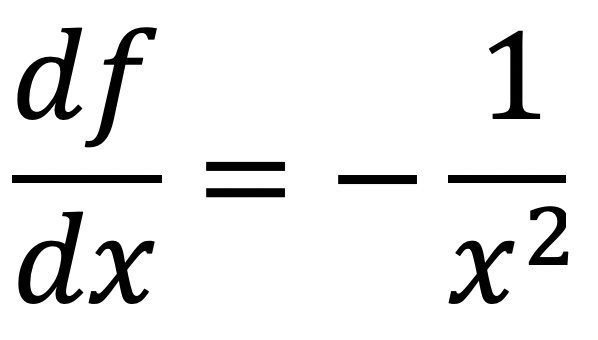 df/dx = − 1/x²